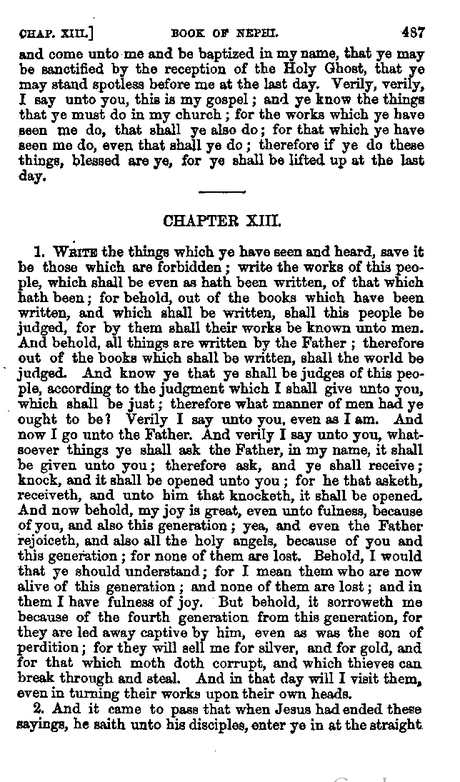 CHAP. XIII.] BOOK OF NEPHI. 487
and come unto me and be baptized in my name, that ye may
be sanctified by the reception of the Holy Ghost, that ye
may stand spotless before me at the last day. Verily, verily,
I say unto you, this is my gospel; and ye know the things
that ye must do in my church; for the works which ye have
seen me do, that shall ye also do; for that which ye have
seen me do, even that shall ye do; therefore if ye do these
things, blessed are ye, for ye shall be lifted up at the last
day.
CHAPTER XIII.
1. WRITE the things which ye have seen and heard, save it
be those which are forbidden; write the works of this peo-
ple, which shall be even as hath been written, of that which
hath been; for behold, out of the books which have been
written, and which shall be written, shall this people be
judged, for by them shall their works be known unto men.
And behold, all things are written by the Father; therefore
out of the books which shall be written, shall the world be
judged. And know ye that ye shall be judges of this peo-
ple, according to the judgment which I shall give unto you,
which shall be just; therefore what manner of men had ye
ought to be? Verily I say unto you, even as I am. And
now I go unto the Father. And verily I say unto you, what-
soever things ye shall ask the Father, in my name, it shall
be given unto you; therefore ask, and ye shall receive;
knock, and it shall be opened unto you; for he that asketh,
receiveth, and unto him that knocketh, it shall be opened.
And now behold, my joy is great, even unto fulness, because
of you, and also this generation; yea, and even the Father
rejoiceth, and also all the holy angels, because of you and
this generation; for none of them are lost. Behold, I would
that ye should understand; for I mean them who are now
alive of this generation; and none of them are lost; and in
them I have fulness of joy. But behold, it sorroweth me
because of the fourth generation from this generation, for
they are led away captive by him, even as was the son of
perdition; for they will sell me for silver, and for gold, and
for that which moth doth corrupt, and which thieves can
break through and steal. And in that day will I visit them,
even in turning their works upon their own heads.
2. And it came to pass that when Jesus had ended these
sayings, he saith unto his disciples, enter ye in at the straight